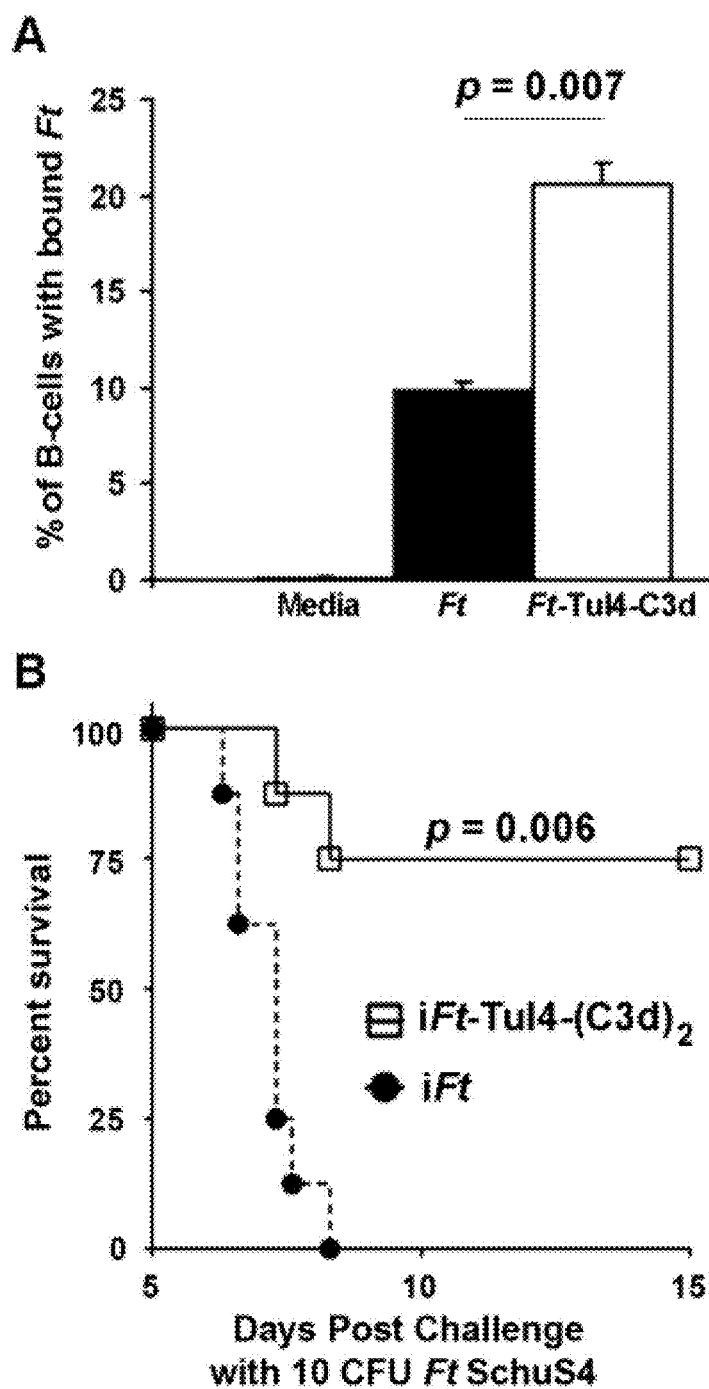 A
p = 0.007
% of B-cells with bound Ft
25
20
15
10
5
0
Media Ft Ft-Tul4-C3d
B
100
75
50
25
0
Percent survival
p = 0.006
iFt-Tul4-(C3d)2
iFt
5 10 15
Days Post Challenge
with 10 CFU Ft SchuS4